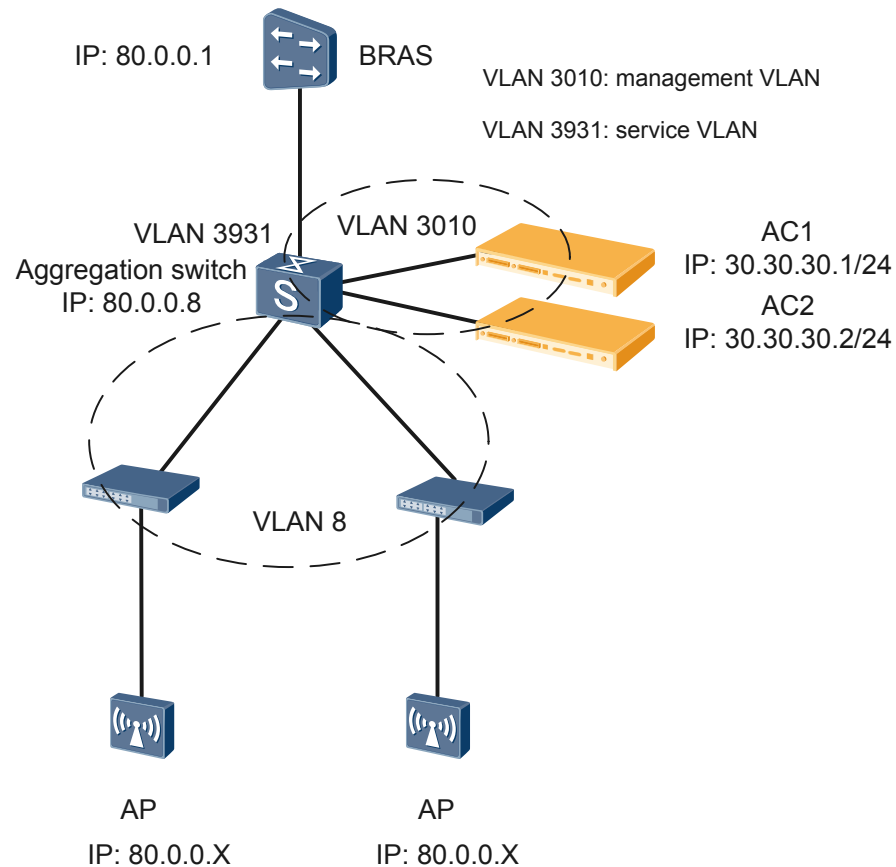 IP: 80.0.0.1
BRAS
VLAN 3010: management VLAN
VLAN 3931: service VLAN
VLAN 3931
VLAN 3010
Aggregation switch
IP: 80.0.0.8
S
AC1
IP: 30.30.30.1/24
AC2
IP: 30.30.30.2/24
VLAN 8
AP
IP: 80.0.0.X
AP
IP: 80.0.0.X